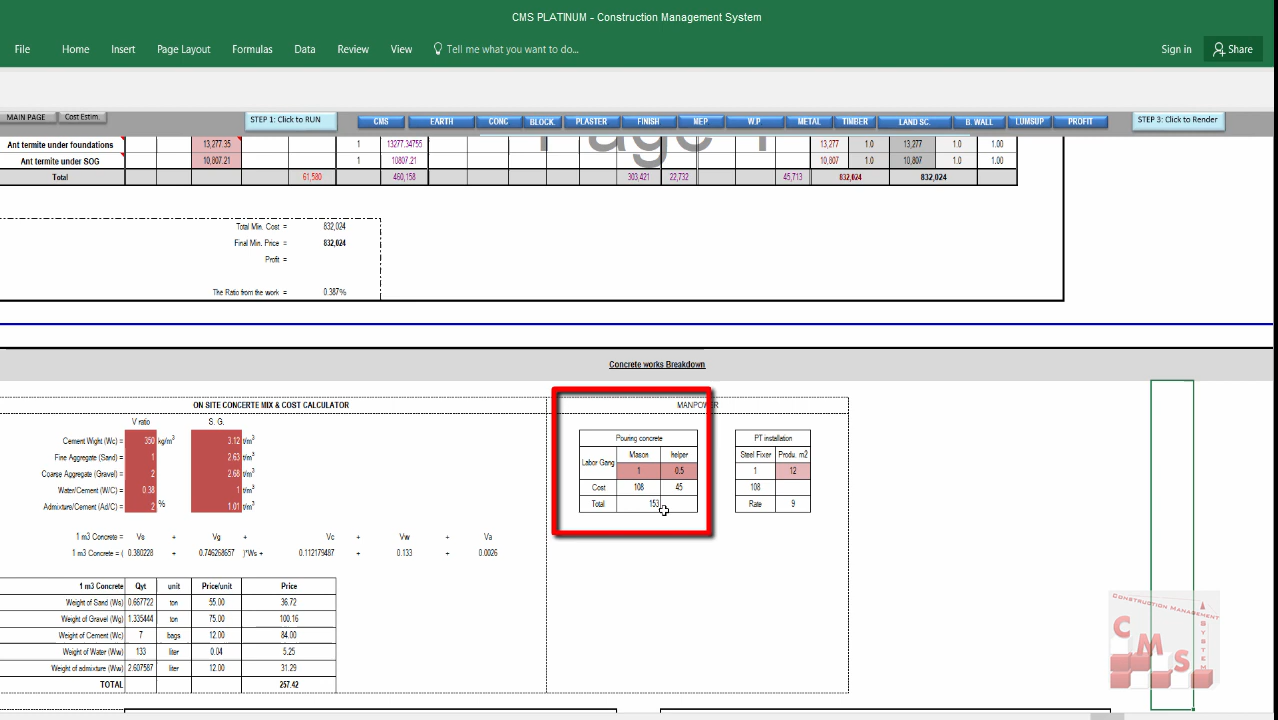 CMS PLATINUM - Construction Management System
File Home Insert Page Layout Formulas Data Review View Tell me what you want to do... Sign in Share
MAIN PAGE Cost Estim. STEP 1: Click to RUN CMS EARTH CONC BLOCK. PLASTER FINISH MEP W.P METAL TIMBER LAND SC. B. WALL LUMSUP PROFIT STEP 3: Click to Render
Ant termite under foundations 13,277.35 1 13277.34755 13,277 1.0 13,277 1.0 1.00
Ant termite under SOG 10,807.21 1 10807.21 10,807 1.0 10,807 1.0 1.00
Total 61,580 460,158 303,421 22,732 45,713 832,024 832,024
Total Min. Cost = 832,024
Final Min. Price = 832,024
Profit =
The Ratio from the work = 0.387%
Concrete works Breakdown
ON SITE CONCERTE MIX & COST CALCULATOR MANPOWER
V ratio S. G.
Cement Wight (Wc) = 350 kg/m3 3.12 t/m3
Fine Aggregate (Sand) = 1 2.63 t/m3
Coarse Aggregate (Gravel) = 2 2.68 t/m3
Water/Cement (W/C) = 0.38 1 t/m3
Admixture/Cement (Ad/C) = 2 % 1.01 t/m3
Pouring concrete
Labor Gang Mason helper
1 0.5
Cost 108 45
Total 153
PT installation
Steel Fixer Produ. m2
1 12
108
Rate 9
1 m3 Concrete = Vs + Vg + Vc + Vw + Va
1 m3 Concrete = ( 0.380228 + 0.746268657 )*Ws + 0.112179487 + 0.133 + 0.0026
1 m3 Concrete Qyt unit Price/unit Price
Weight of Sand (Ws) 0.667722 ton 55.00 36.72
Weight of Gravel (Wg) 1.335444 ton 75.00 100.16
Weight of Cement (Wc) 7 bags 12.00 84.00
Weight of Water (Ww) 133 liter 0.04 5.25
Weight of admixture (Ww) 2.607587 liter 12.00 31.29
TOTAL 257.42
CONSTRUCTION MANAGEMENT
SYSTEM
C M S